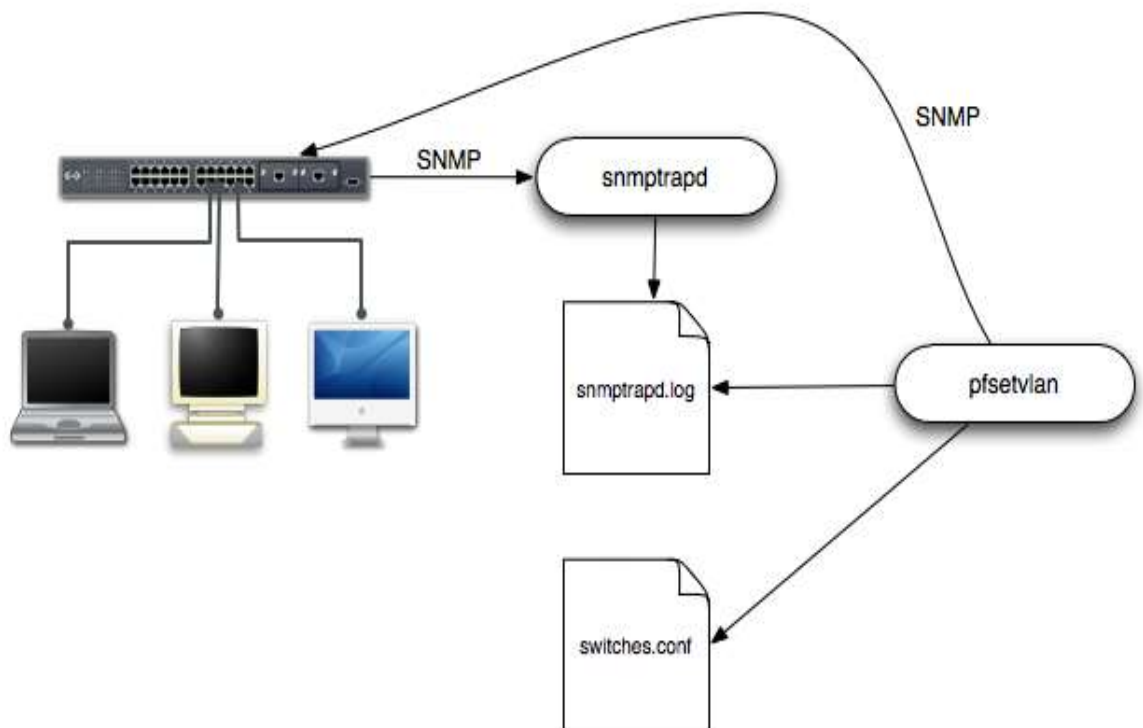 SNMP
SNMP
snmptrapd
snmptrapd.log
pfsetvlan
switches.conf